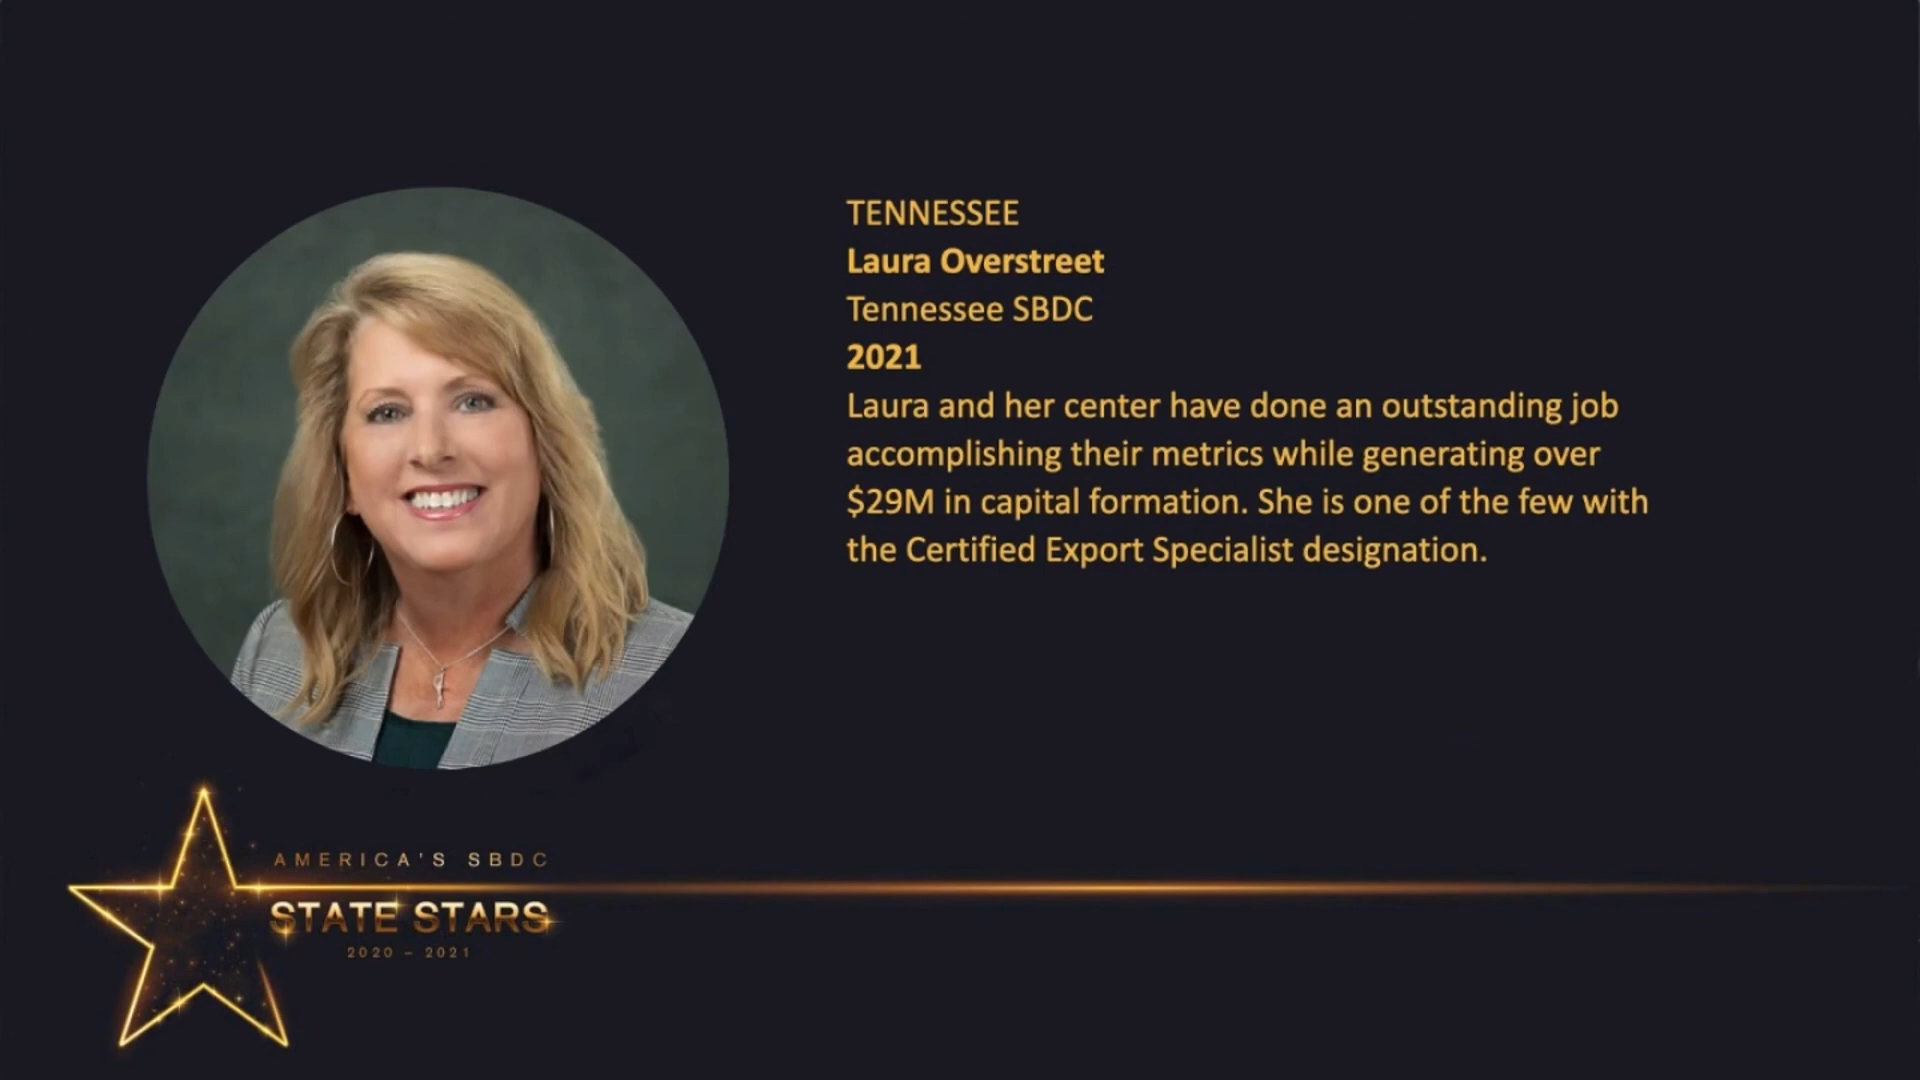 TENNESSEE
Laura Overstreet
Tennessee SBDC
2021
Laura and her center have done an outstanding job
accomplishing their metrics while generating over
$29M in capital formation. She is one of the few with
the Certified Export Specialist designation.
AMERICA'S SBDC
STATE STARS
2020 – 2021